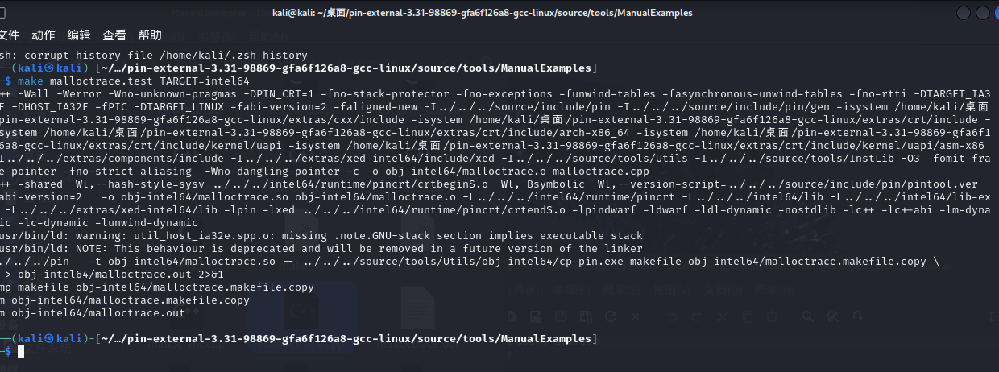 kali@kali: ~/桌面/pin-external-3.31-98869-gfa6f126a8-gcc-linux/source/tools/ManualExamples
文件 动作 编辑 查看 帮助
sh: corrupt history file /home/kali/.zsh_history
─(kali㉿kali)-[~/…/pin-external-3.31-98869-gfa6f126a8-gcc-linux/source/tools/ManualExamples]
─$ make malloctrace.test TARGET=intel64
++ -Wall -Werror -Wno-unknown-pragmas -DPIN_CRT=1 -fno-stack-protector -fno-exceptions -funwind-tables -fasynchronous-unwind-tables -fno-rtti -DTARGET_IA3
E -DHOST_IA32E -fPIC -DTARGET_LINUX -fabi-version=2 -faligned-new -I../../../source/include/pin -I../../../source/include/pin/gen -isystem /home/kali/桌面
pin-external-3.31-98869-gfa6f126a8-gcc-linux/extras/cxx/include -isystem /home/kali/桌面/pin-external-3.31-98869-gfa6f126a8-gcc-linux/extras/crt/include -
system /home/kali/桌面/pin-external-3.31-98869-gfa6f126a8-gcc-linux/extras/crt/include/arch-x86_64 -isystem /home/kali/桌面/pin-external-3.31-98869-gfa6f1
6a8-gcc-linux/extras/crt/include/kernel/uapi -isystem /home/kali/桌面/pin-external-3.31-98869-gfa6f126a8-gcc-linux/extras/crt/include/kernel/uapi/asm-x86
I../../../extras/components/include -I../../../extras/xed-intel64/include/xed -I../../../source/tools/Utils -I../../../source/tools/InstLib -O3 -fomit-fra
e-pointer -fno-strict-aliasing -Wno-dangling-pointer -c -o obj-intel64/malloctrace.o malloctrace.cpp
++ -shared -Wl,--hash-style=sysv ../../../intel64/runtime/pincrt/crtbeginS.o -Wl,-Bsymbolic -Wl,--version-script=../../../source/include/pin/pintool.ver -
abi-version=2 -o obj-intel64/malloctrace.so obj-intel64/malloctrace.o -L../../../intel64/runtime/pincrt -L../../../intel64/lib -L../../../intel64/lib-ex
-L../../../extras/xed-intel64/lib -lpin -lxed ../../../intel64/runtime/pincrt/crtendS.o -lpindwarf -ldwarf -ldl-dynamic -nostdlib -lc++ -lc++abi -lm-dyna
ic -lc-dynamic -lunwind-dynamic
usr/bin/ld: warning: util_host_ia32e.spp.o: missing .note.GNU-stack section implies executable stack
usr/bin/ld: NOTE: This behaviour is deprecated and will be removed in a future version of the linker
./../../pin -t obj-intel64/malloctrace.so -- ../../../source/tools/Utils/obj-intel64/cp-pin.exe makefile obj-intel64/malloctrace.makefile.copy \
> obj-intel64/malloctrace.out 2>&1
mp makefile obj-intel64/malloctrace.makefile.copy
m obj-intel64/malloctrace.makefile.copy
m obj-intel64/malloctrace.out
─(kali㉿kali)-[~/…/pin-external-3.31-98869-gfa6f126a8-gcc-linux/source/tools/ManualExamples]
─$